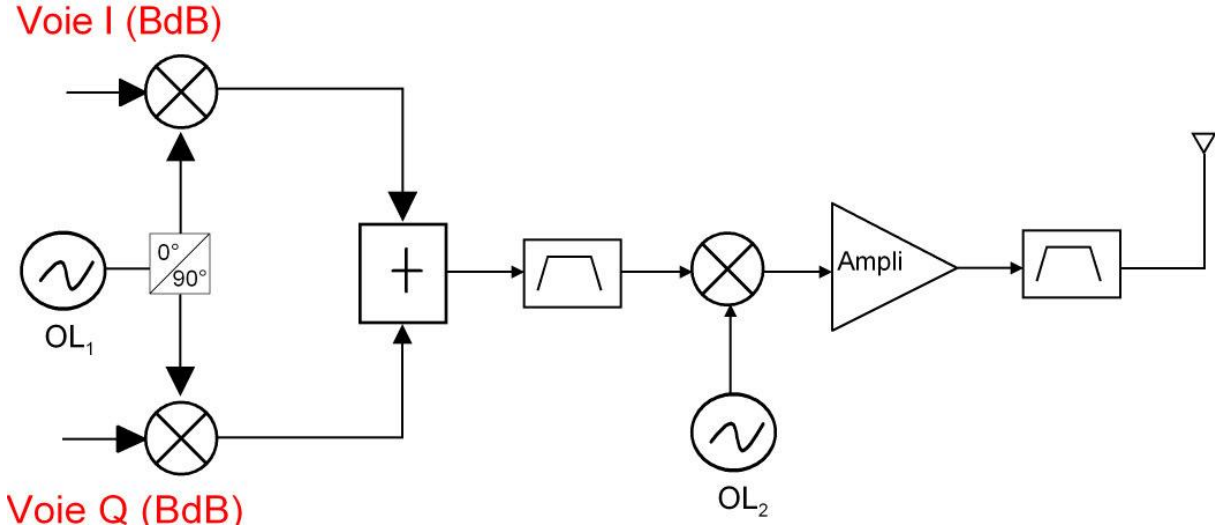 Voie I (BdB)
0°
90°
OL₁
+
Ampli
OL₂
Voie Q (BdB)